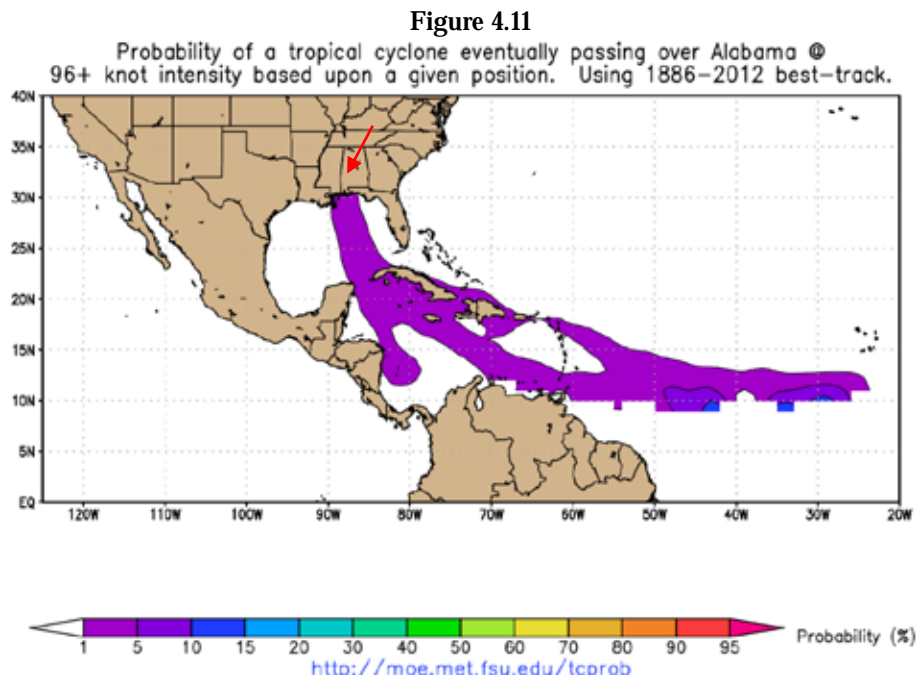 Figure 4.11
Probability of a tropical cyclone eventually passing over Alabama @
96+ knot intensity based upon a given position. Using 1886-2012 best-track.
40N
35N
30N
25N
20N
15N
10N
5N
EQ
120W 110W 100W 90W 80W 70W 60W 50W 40W 30W 20W
1 5 10 15 20 30 40 50 60 70 80 90 95 Probability (%)
http://moe.met.fsu.edu/tcprob